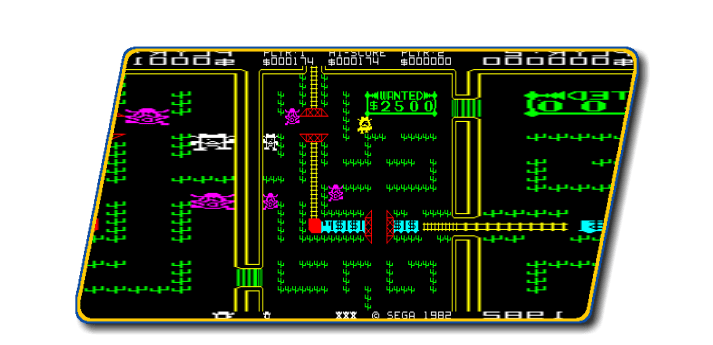 PLYR-1 HI-SCORE PLYR-2
$000174 $000174 $000000
WANTED
$2500
© SEGA 1982